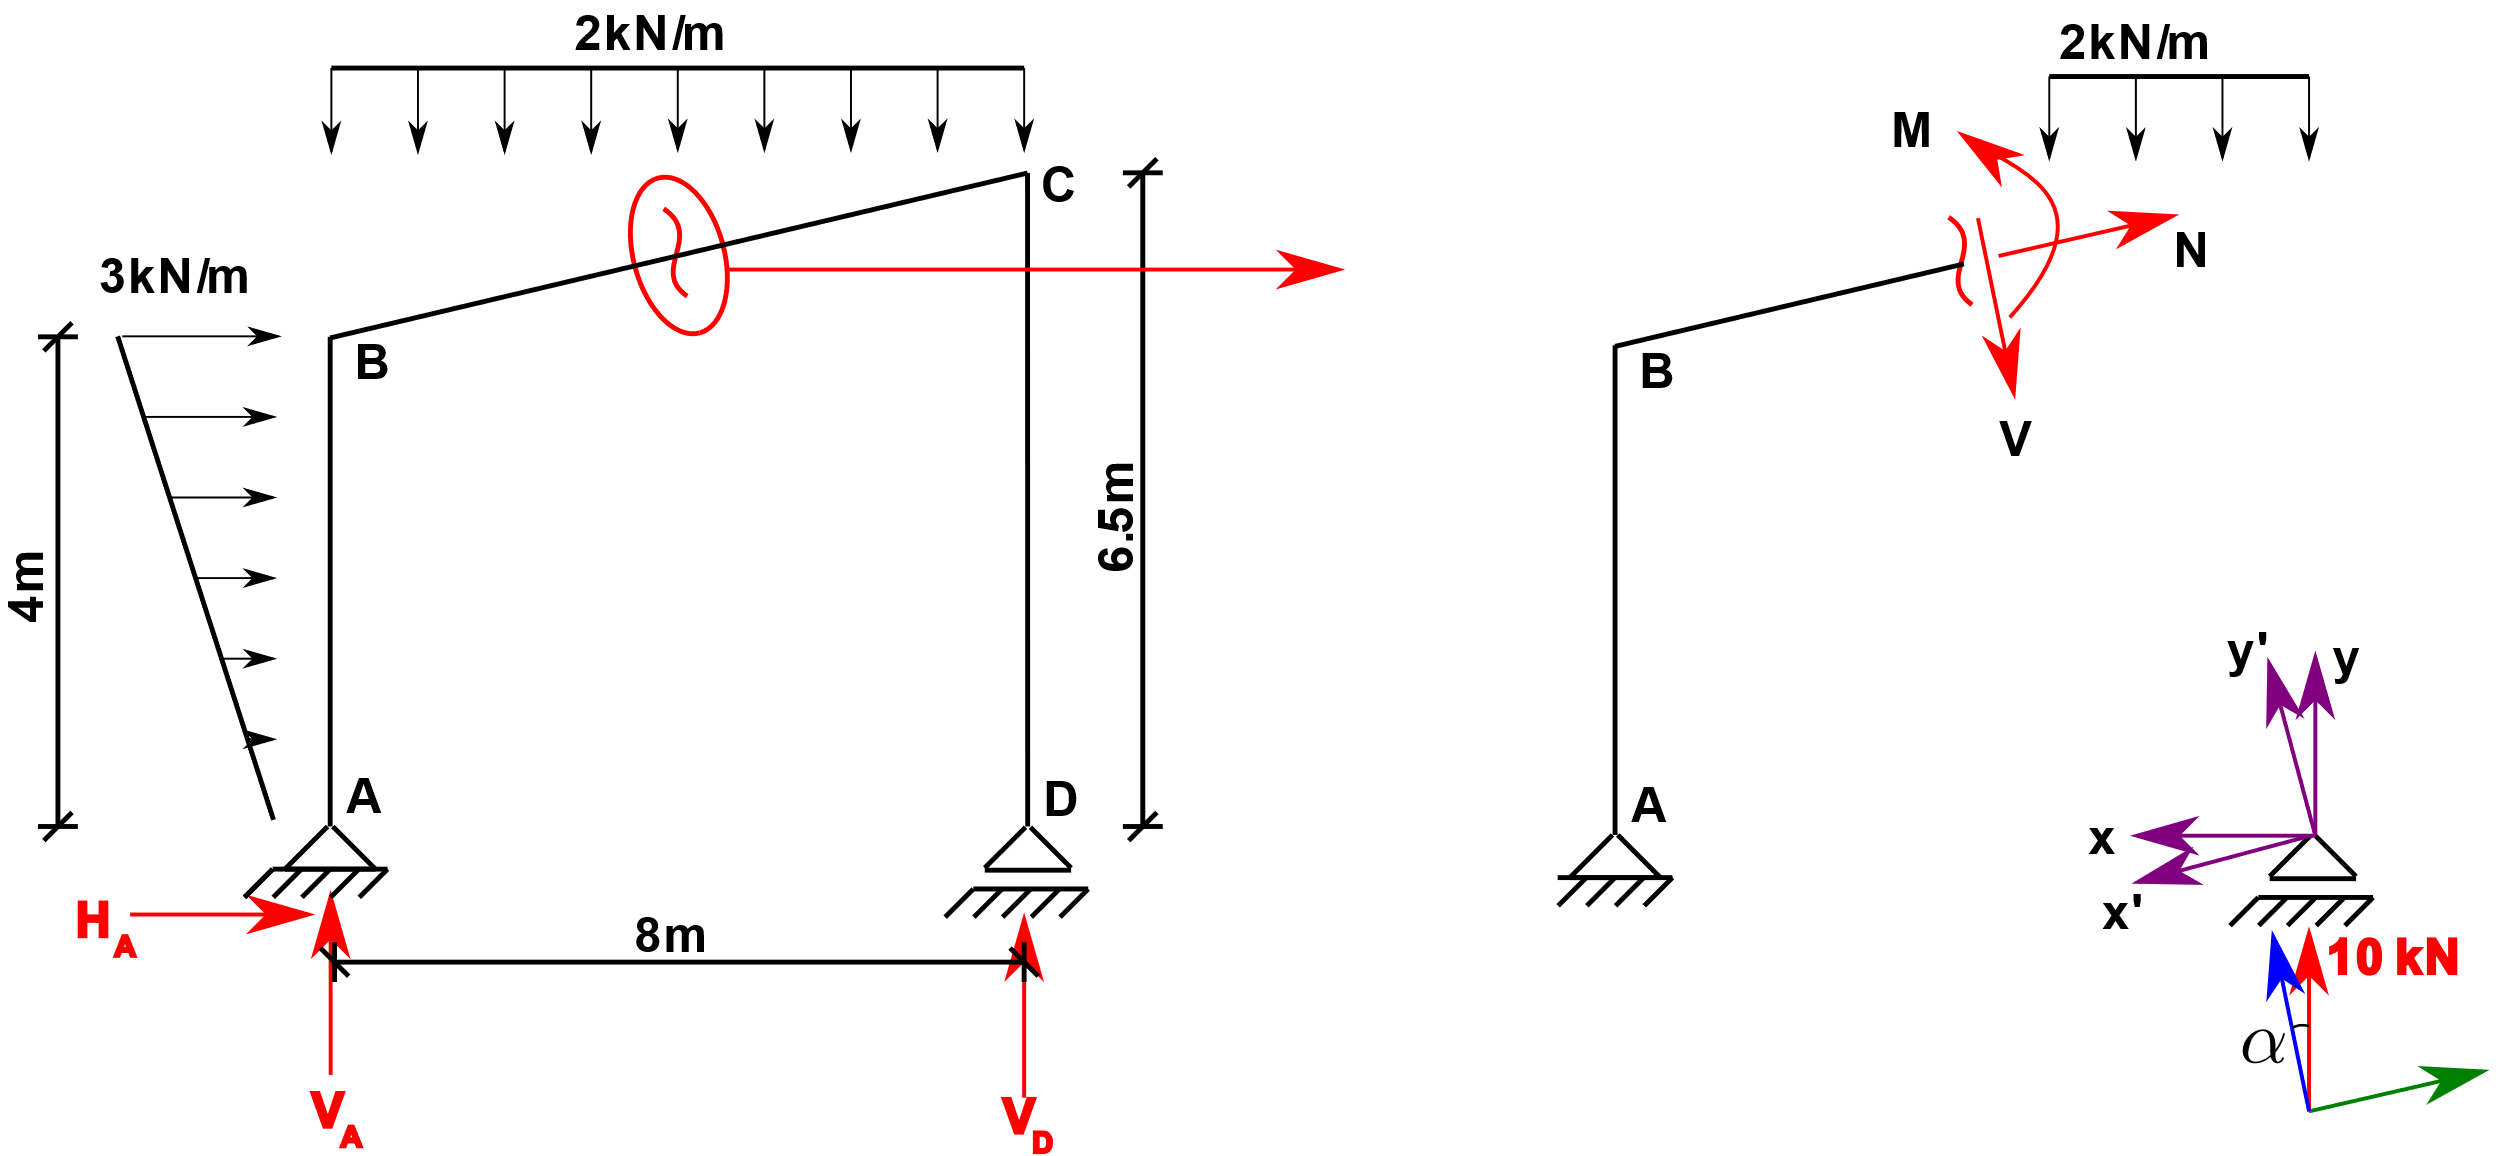 2kN/m
2kN/m
M
C
N
3kN/m
B
B
V
6.5m
4m
y'
y
A
D
A
x
x'
H A
8m
10 kN
α
V A
V D